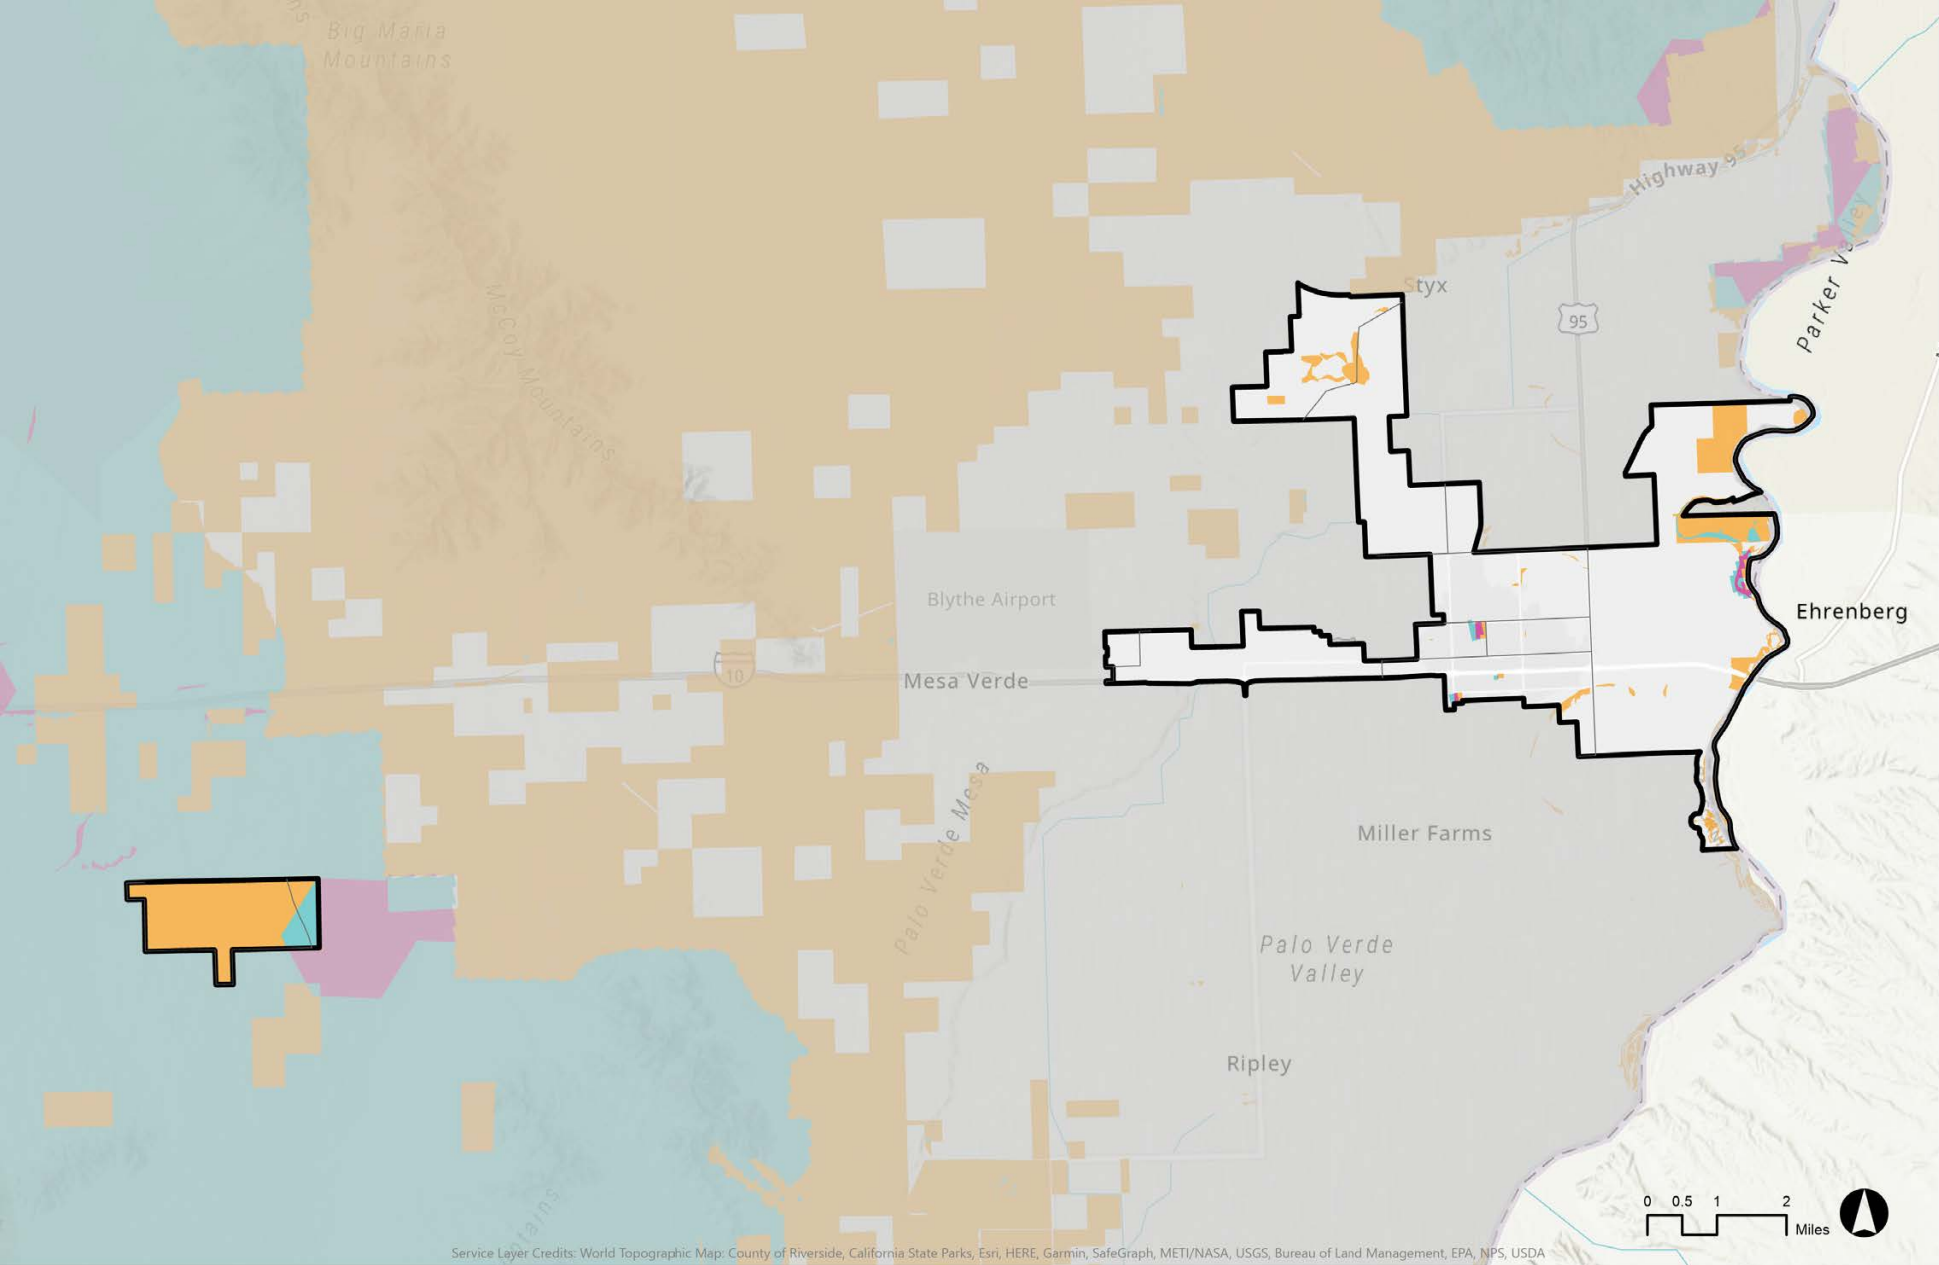 Big Maria
Mountains
Highway 95
Parker Valley
Styx
95
McCoy Mountains
Blythe Airport
Ehrenberg
10
Mesa Verde
Palo Verde Mesa
Miller Farms
Palo Verde
Valley
Ripley
0 0.5 1 2
Miles
Service Layer Credits: World Topographic Map: County of Riverside, California State Parks, Esri, HERE, Garmin, SafeGraph, METI/NASA, USGS, Bureau of Land Management, EPA, NPS, USDA